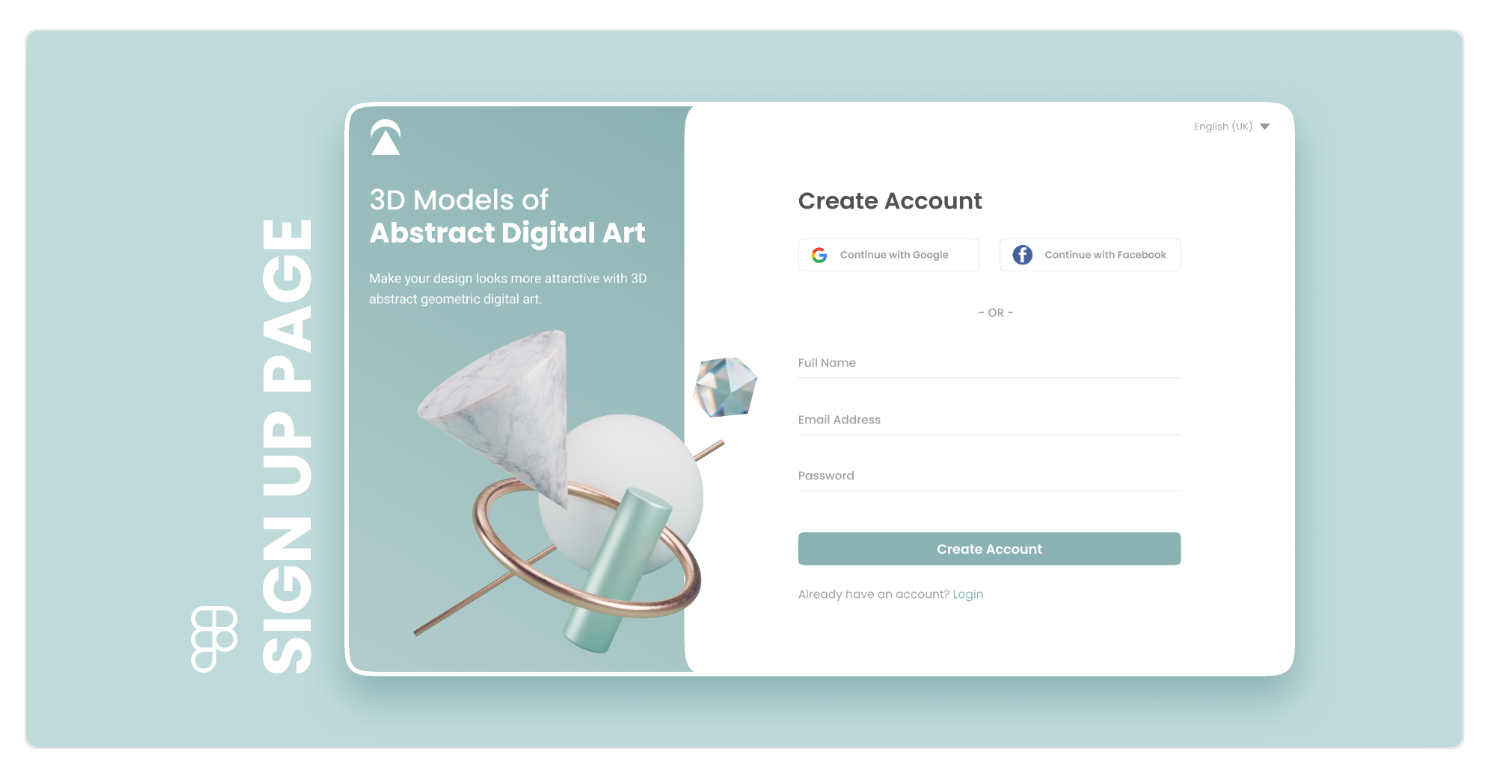 SIGN UP PAGE
3D Models of
Abstract Digital Art
Make your design looks more attarctive with 3D
abstract geometric digital art.
English (UK)
Create Account
Continue with Google
Continue with Facebook
- OR -
Full Name
Email Address
Password
Create Account
Already have an account? Login